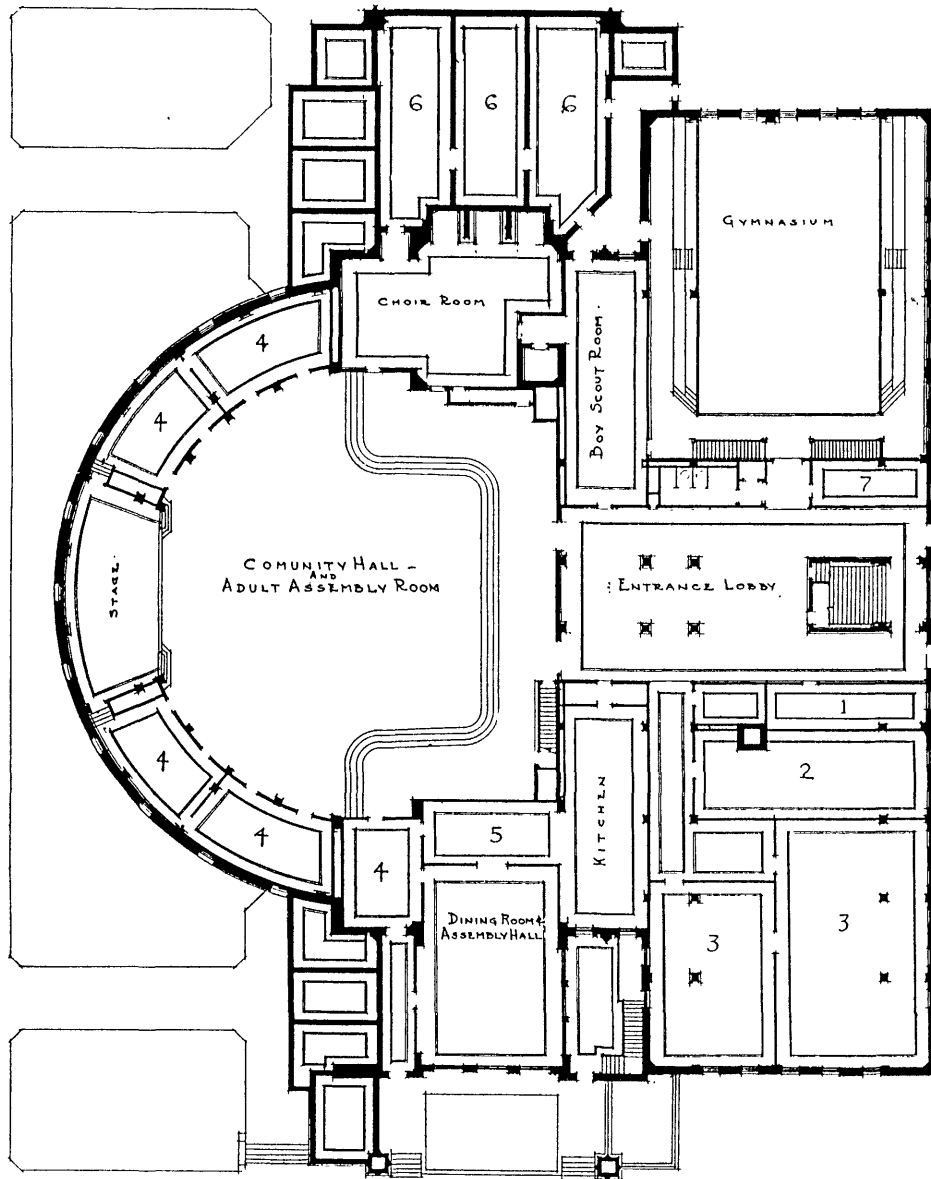 6
6
6
GYMNASIUM
CHOIR ROOM
BOY SCOUT ROOM.
4
4
7
STAGE.
COMUNITY HALL -
AND
ADULT ASSEMBLY ROOM
ENTRANCE LOBBY.
1
2
4
4
4
5
KITCHEN
DINING ROOM &
ASSEMBLY HALL
3
3